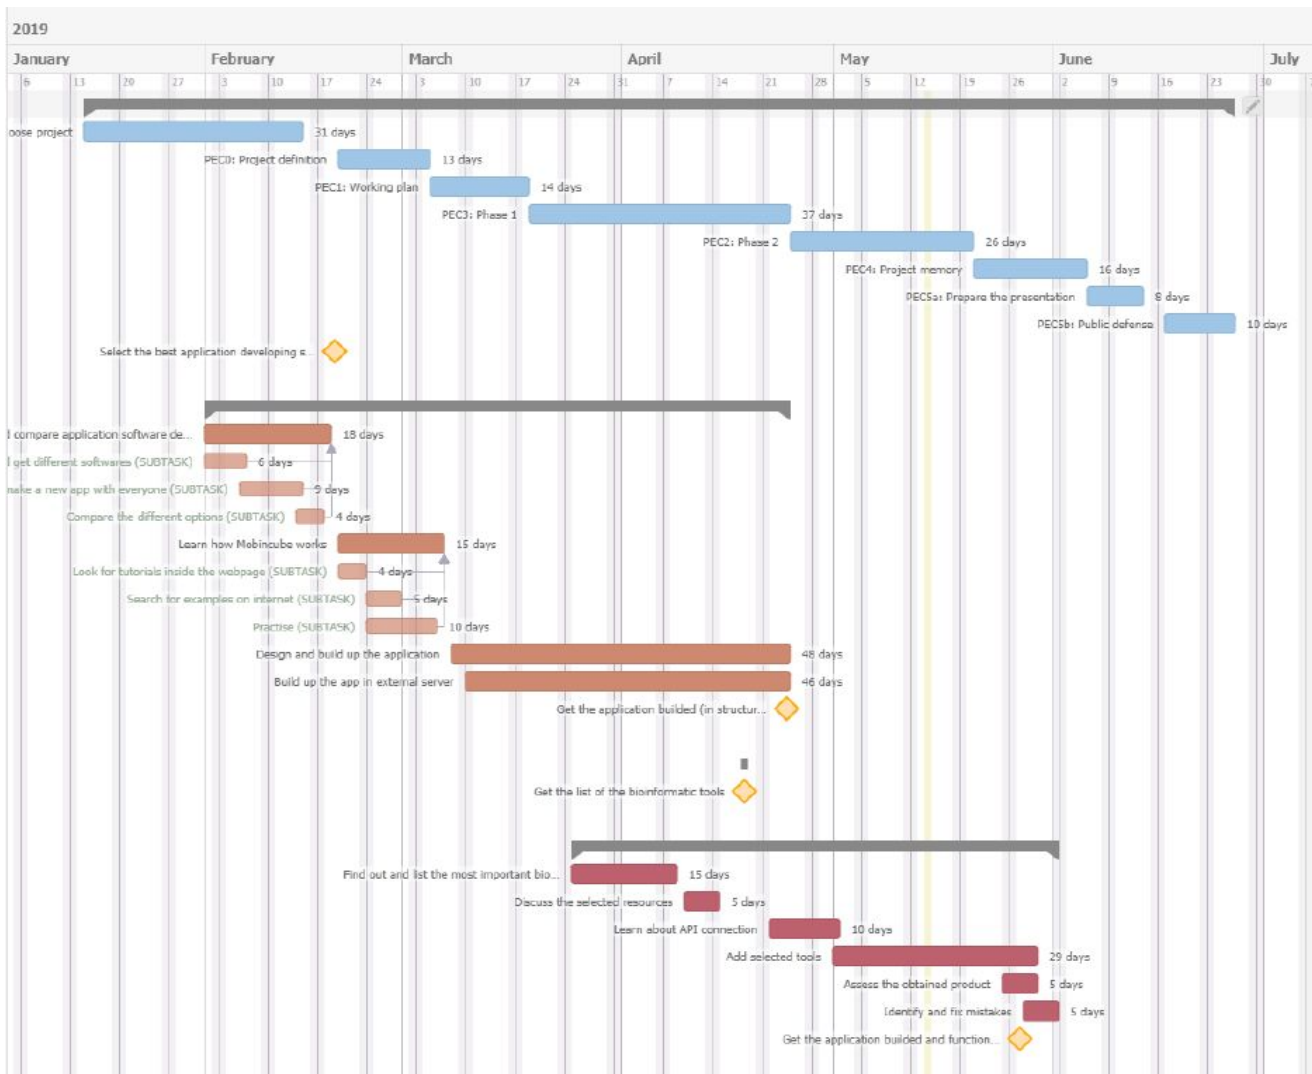 2019
January February March April May June July
6 13 20 27 3 10 17 24 3 10 17 24 31 7 14 21 28 5 12 19 26 2 9 16 23 30
oose project 31 days
PEC0: Project definition 13 days
PEC1: Working plan 14 days
PEC3: Phase 1 37 days
PEC2: Phase 2 26 days
PEC4: Project memory 16 days
PEC5a: Prepare the presentation 8 days
PEC5b: Public defense 10 days
Select the best application developing s...
compare application software de... 18 days
get different softwares (SUBTASK) 6 days
make a new app with everyone (SUBTASK) 9 days
Compare the different options (SUBTASK) 4 days
Learn how Mobincube works 15 days
Look for tutorials inside the webpage (SUBTASK) 4 days
Search for examples on internet (SUBTASK) 5 days
Practise (SUBTASK) 10 days
Design and build up the application 48 days
Build up the app in external server 46 days
Get the application builded (in structur...
Get the list of the bioinformatic tools
Find out and list the most important bio... 15 days
Discuss the selected resources 5 days
Learn about API connection 10 days
Add selected tools 29 days
Assess the obtained product 5 days
Identify and fix mistakes 5 days
Get the application builded and function...